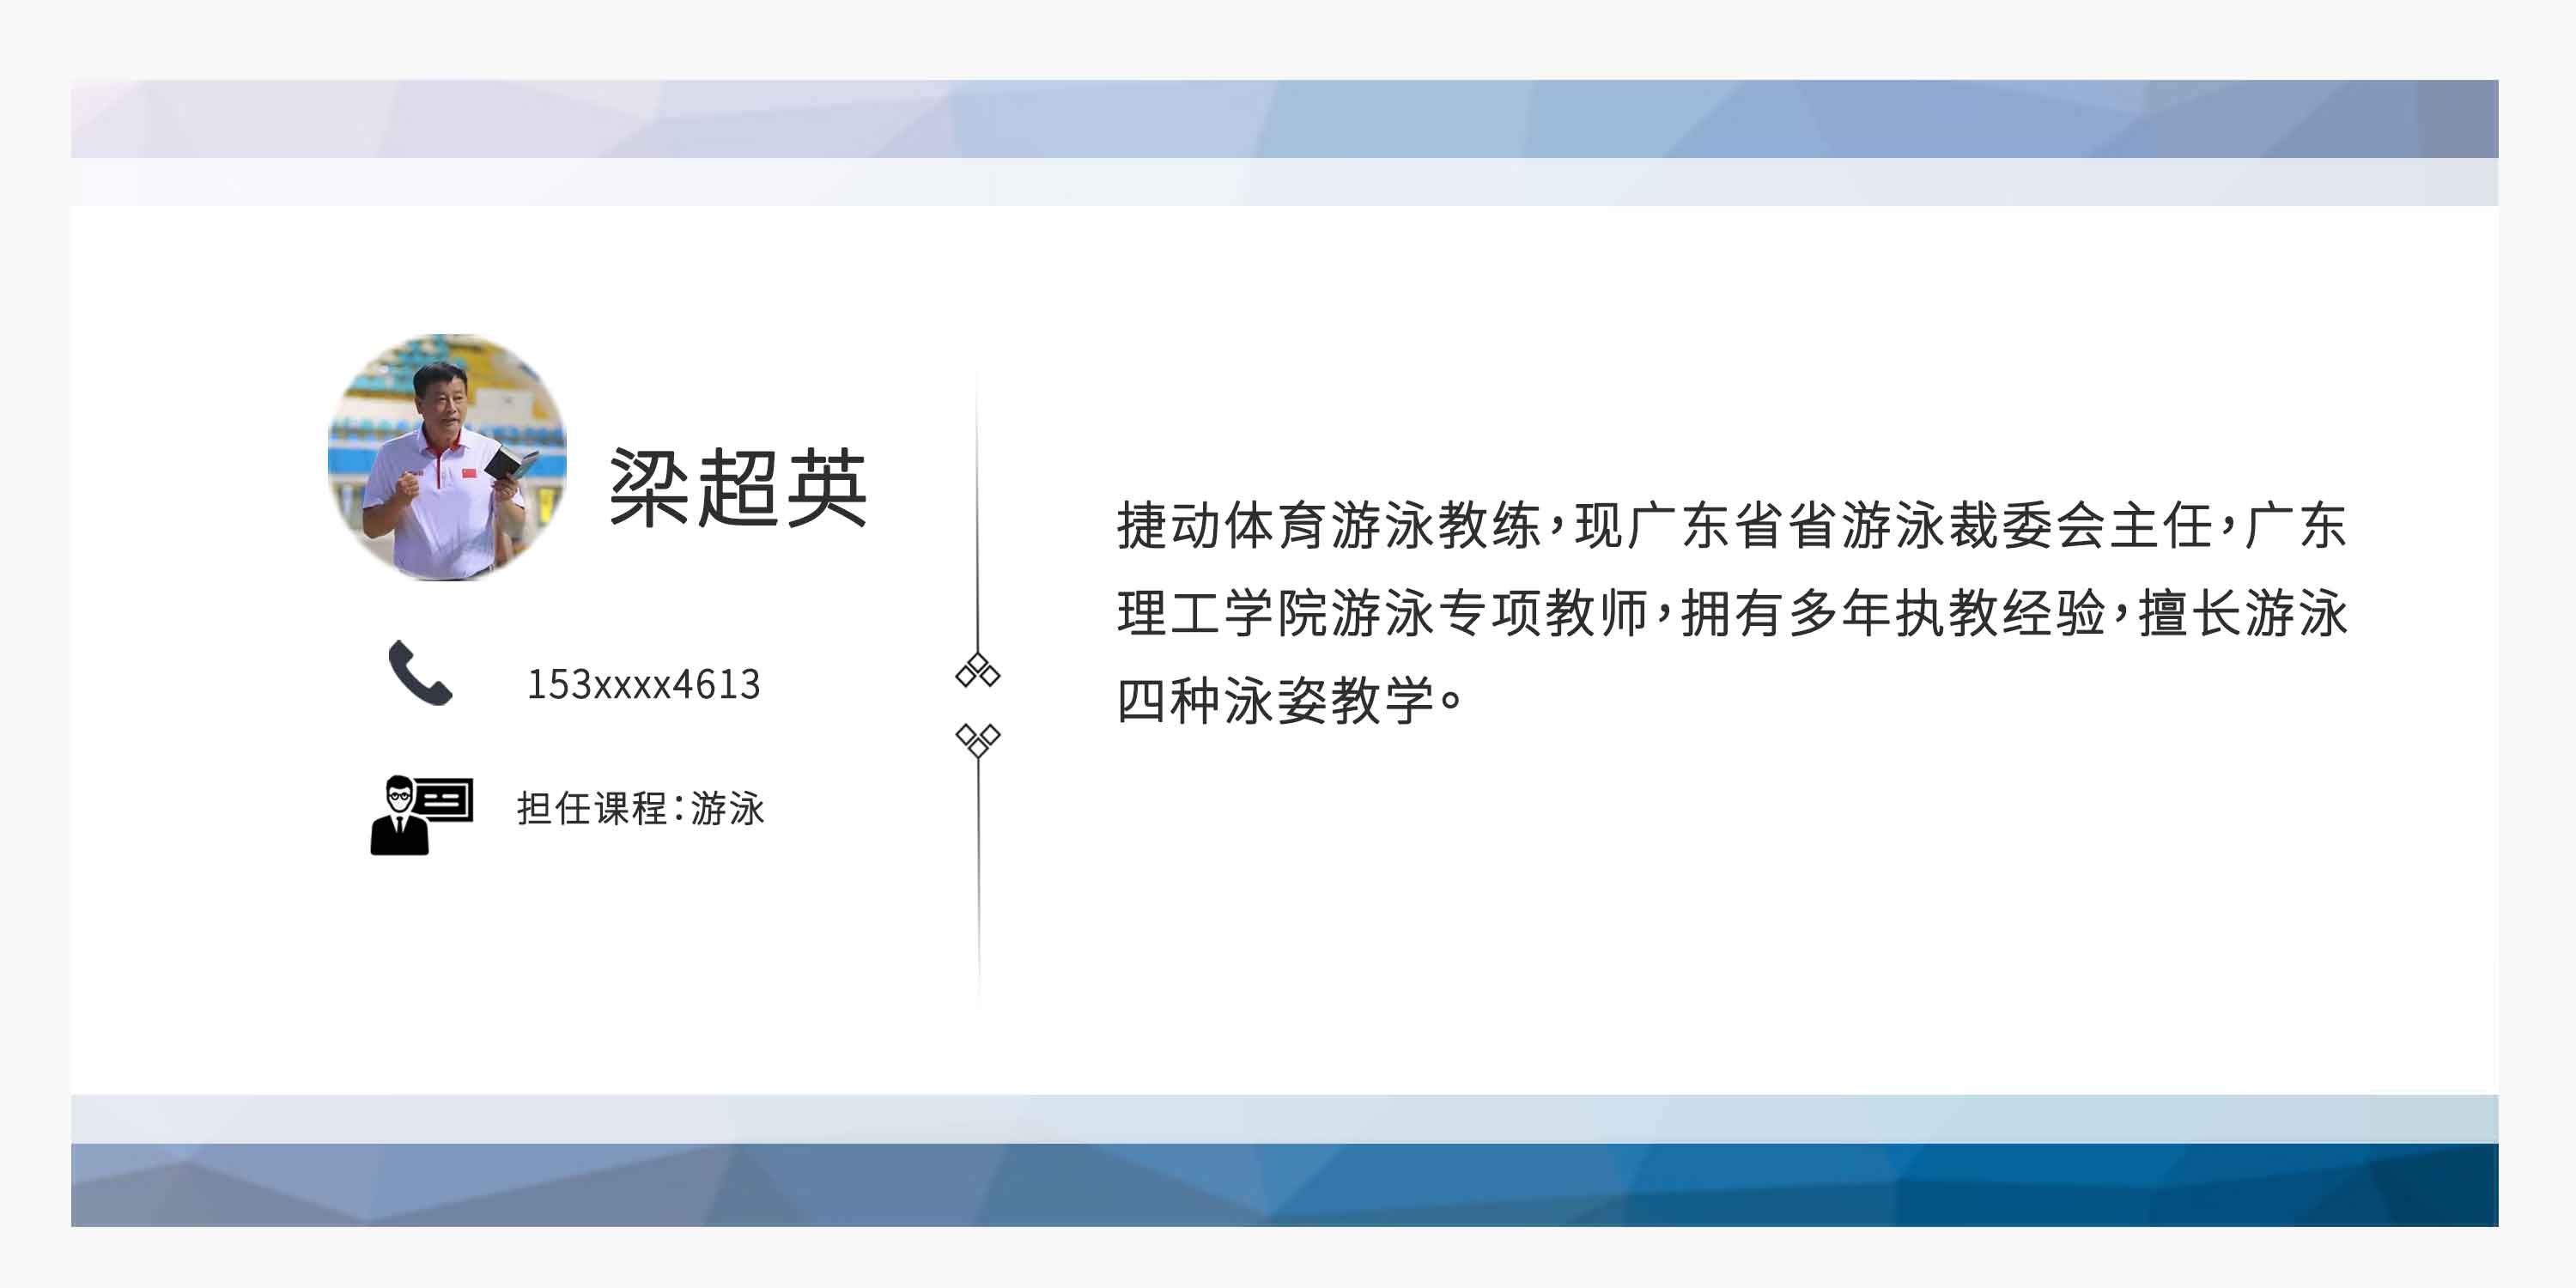 梁超英
153xxxx4613
担任课程：游泳
捷动体育游泳教练，现广东省省游泳裁委会主任，广东
理工学院游泳专项教师，拥有多年执教经验，擅长游泳
四种泳姿教学。